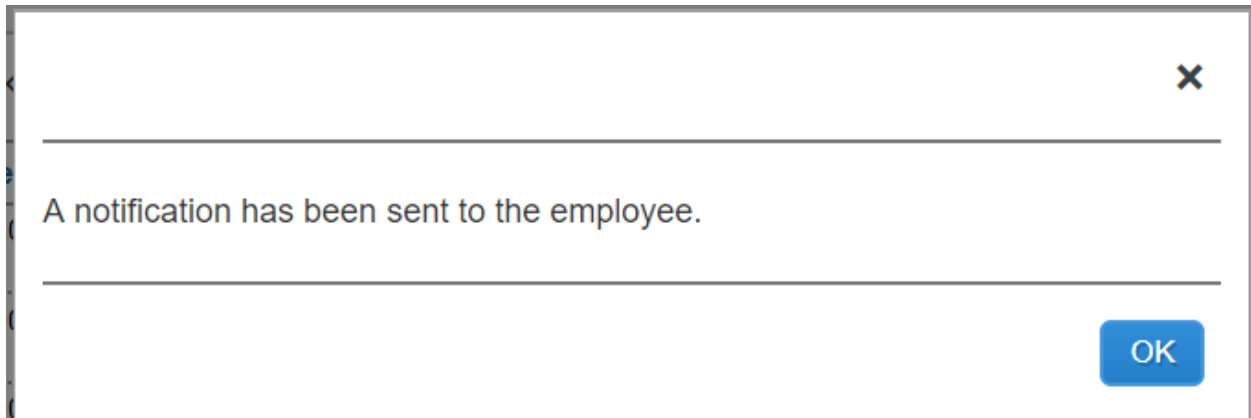 A notification has been sent to the employee.
OK